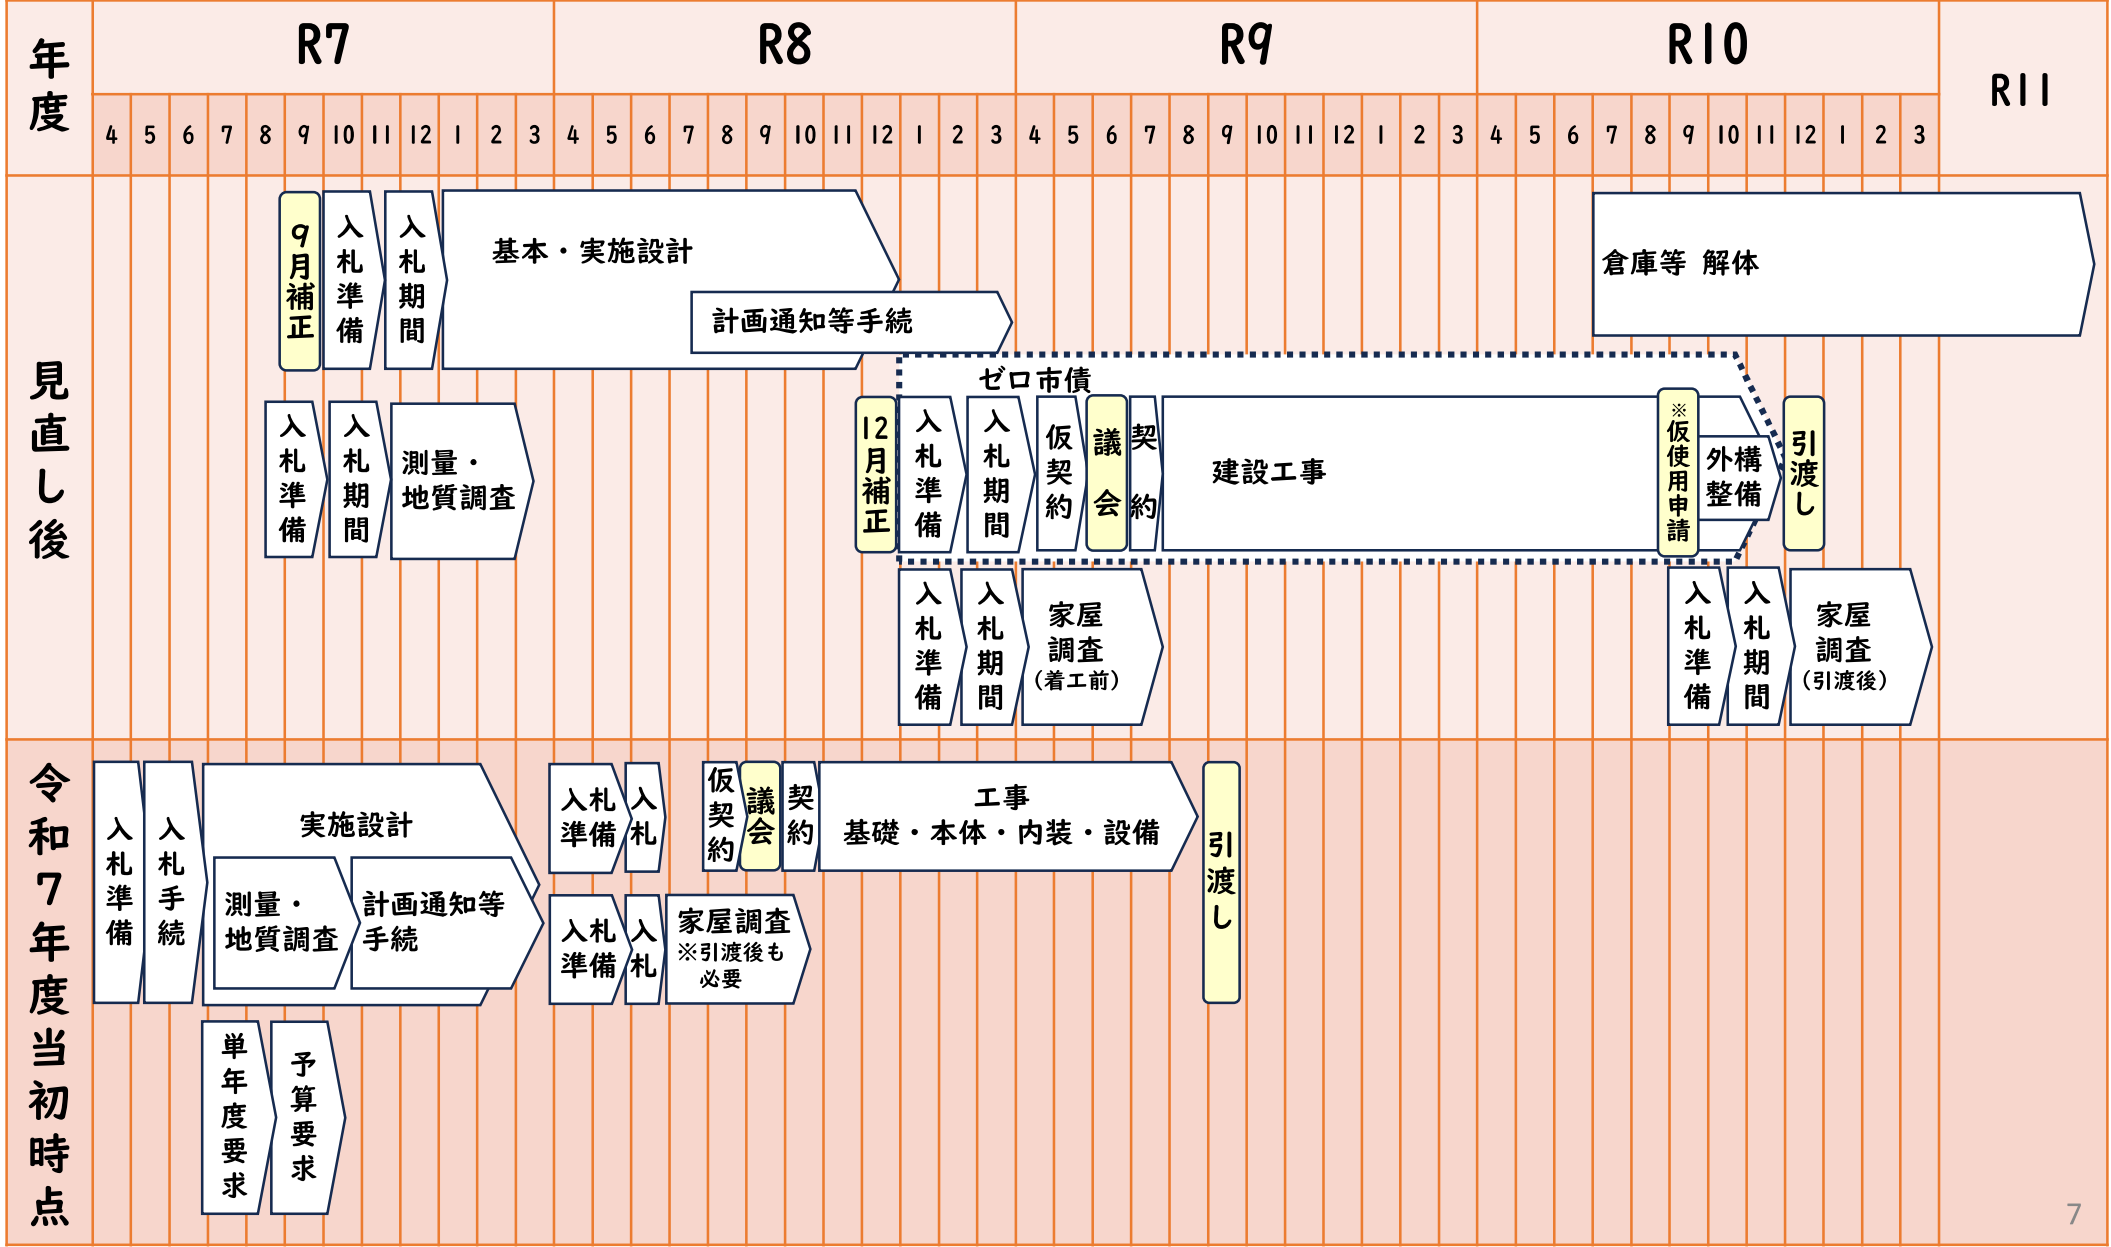 年度
R7
R8
R9
R10
R11
4 5 6 7 8 9 10 11 12 1 2 3 4 5 6 7 8 9 10 11 12 1 2 3 4 5 6 7 8 9 10 11 12 1 2 3 4 5 6 7 8 9 10 11 12 1 2 3
見直し後
9月補正
入札準備
入札期間
基本・実施設計
計画通知等手続
倉庫等 解体
入札準備
入札期間
測量・
地質調査
ゼロ市債
12月補正
入札準備
入札期間
仮契約
議会
契約
建設工事
※仮使用申請
外構
整備
引渡し
入札準備
入札期間
家屋
調査
(着工前)
入札準備
入札期間
家屋
調査
(引渡後)
令和7年度当初時点
入札準備
入札手続
実施設計
測量・
地質調査
計画通知等
手続
入札
準備
入札
仮契約
議会
契約
工事
基礎・本体・内装・設備
引渡し
入札
準備
入札
家屋調査
※引渡後も
必要
単年度要求
予算要求
7